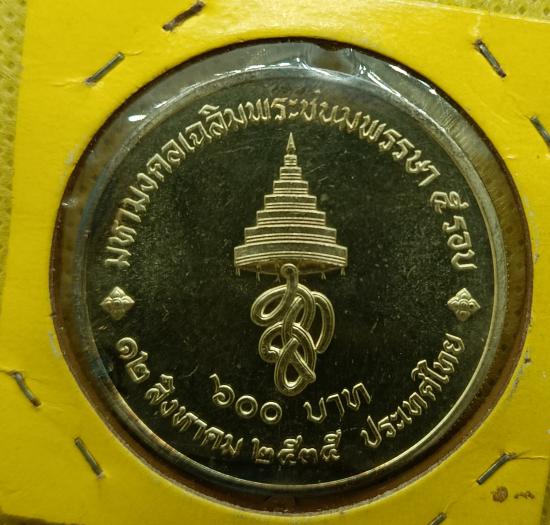 มหามงคลเฉลิมพระชนมพรรษา ๕ รอบ
๖๐๐ บาท
๑๒ สิงหาคม ๒๕๓๕ ประเทศไทย